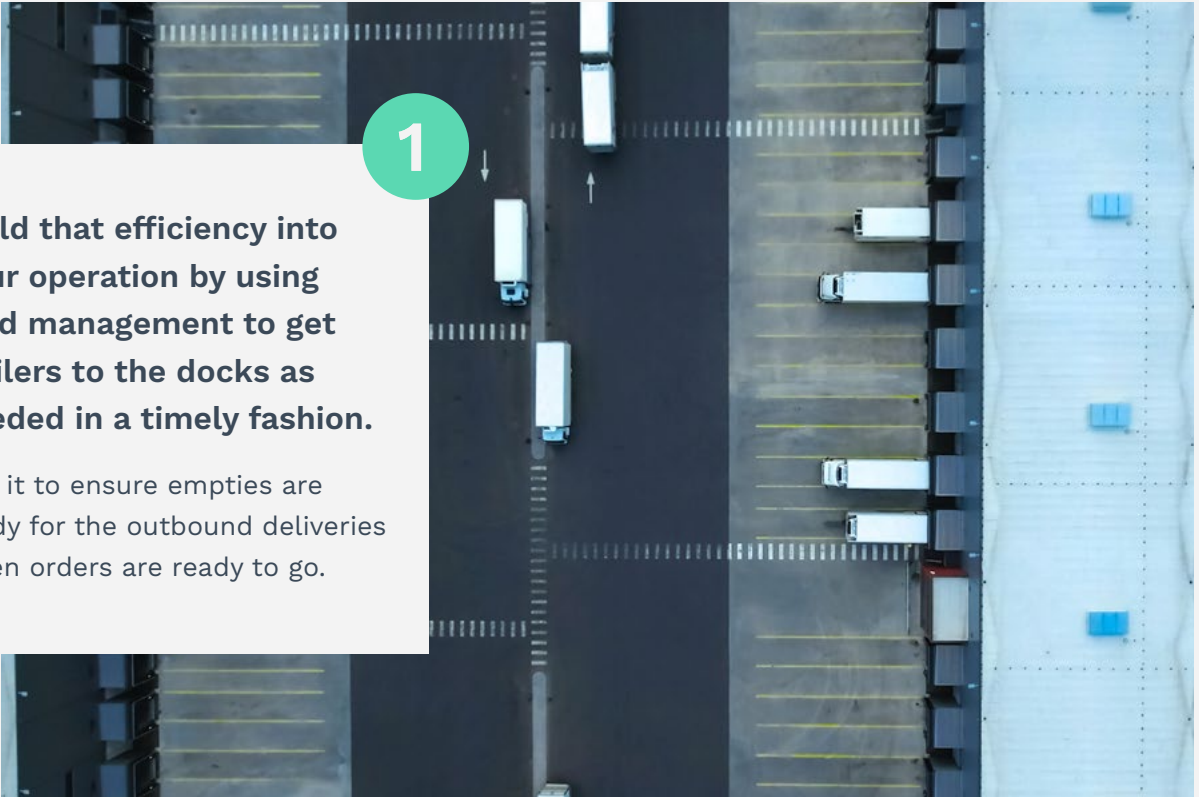 1
ld that efficiency into
ur operation by using
d management to get
ilers to the docks as
eded in a timely fashion.
it to ensure empties are
dy for the outbound deliveries
en orders are ready to go.